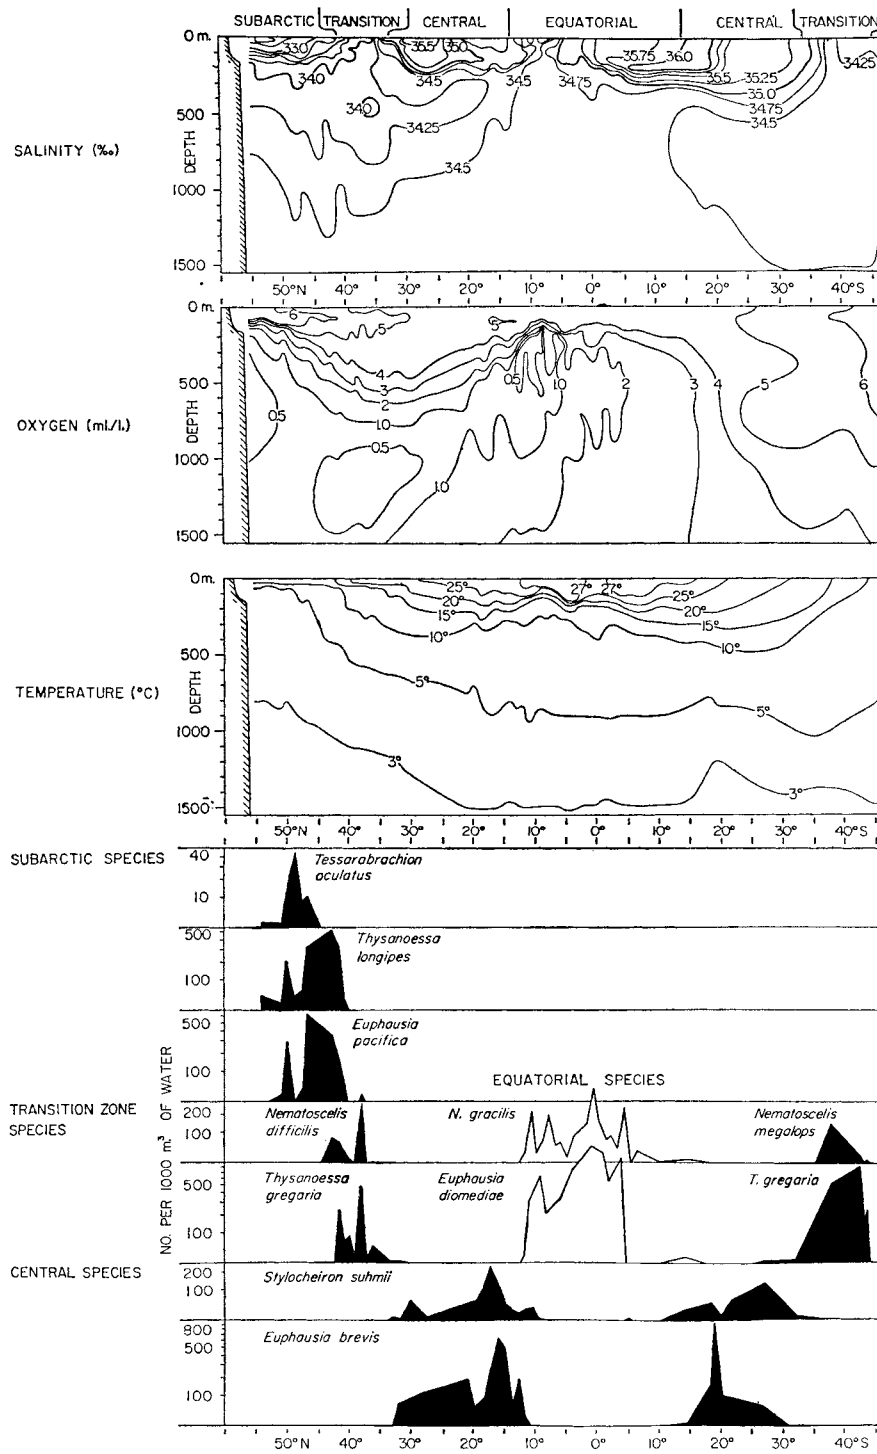 SUBARCTIC TRANSITION CENTRAL EQUATORIAL CENTRAL TRANSITION
SALINITY (‰)
DEPTH
0 m.
500
1000
1500
33.0 35.5 35.0 35.75 36.0 34.25
34.0 34.5 34.5 34.75 35.5 35.25
35.0
34.75
34.0 34.25 34.5
34.5
50°N 40° 30° 20° 10° 0° 10° 20° 30° 40°S
OXYGEN (ml./l.)
DEPTH
0 m.
500
1000
1500
6 5 5
4 3 2 1.0 0.5 1.0 2 3 4 5 6
0.5
0.5
1.0
TEMPERATURE (°C)
DEPTH
0 m.
500
1000
1500
25° 27° 27° 25°
20° 20°
15° 15°
10° 10°
5° 5°
3° 3°
50°N 40° 30° 20° 10° 0° 10° 20° 30° 40°S
SUBARCTIC SPECIES
40
10
Tessarabrachion
oculatus
500
100
Thysanoessa
longipes
500
100
Euphausia
pacifica
NO. PER 1000 m.³ OF WATER
EQUATORIAL SPECIES
TRANSITION ZONE
SPECIES
200
100
Nematoscelis
difficilis
N. gracilis
Nematoscelis
megalops
500
100
Thysanoessa
gregaria
Euphausia
diomediae
T. gregaria
CENTRAL SPECIES
200
100
Stylocheiron suhmii
800
500
100
Euphausia brevis
50°N 40° 30° 20° 10° 0° 10° 20° 30° 40°S